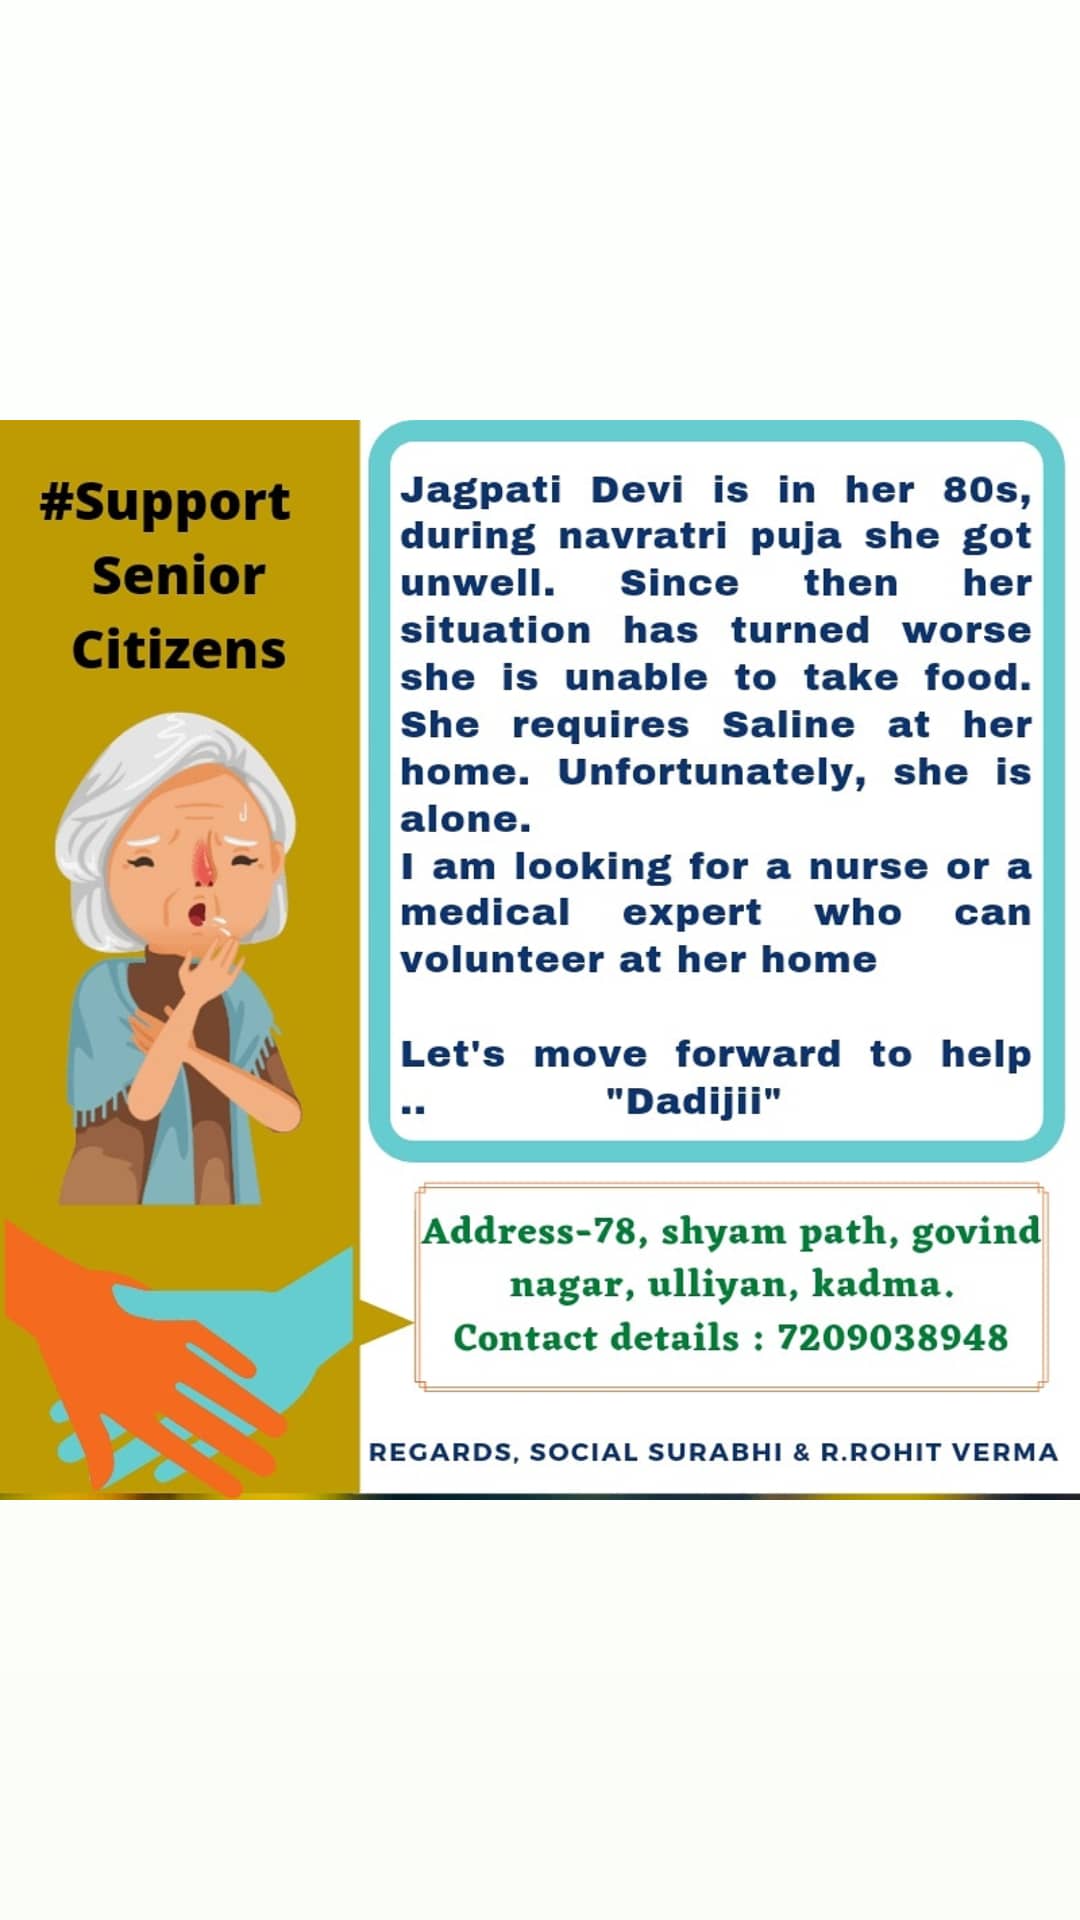 #Support
Senior
Citizens
Jagpati Devi is in her 80s,
during navratri puja she got
unwell. Since then her
situation has turned worse
she is unable to take food.
She requires Saline at her
home. Unfortunately, she is
alone.
I am looking for a nurse or a
medical expert who can
volunteer at her home
Let's move forward to help
.. "Dadijii"
Address-78, shyam path, govind
nagar, ulliyan, kadma.
Contact details : 7209038948
REGARDS, SOCIAL SURABHI & R.ROHIT VERMA